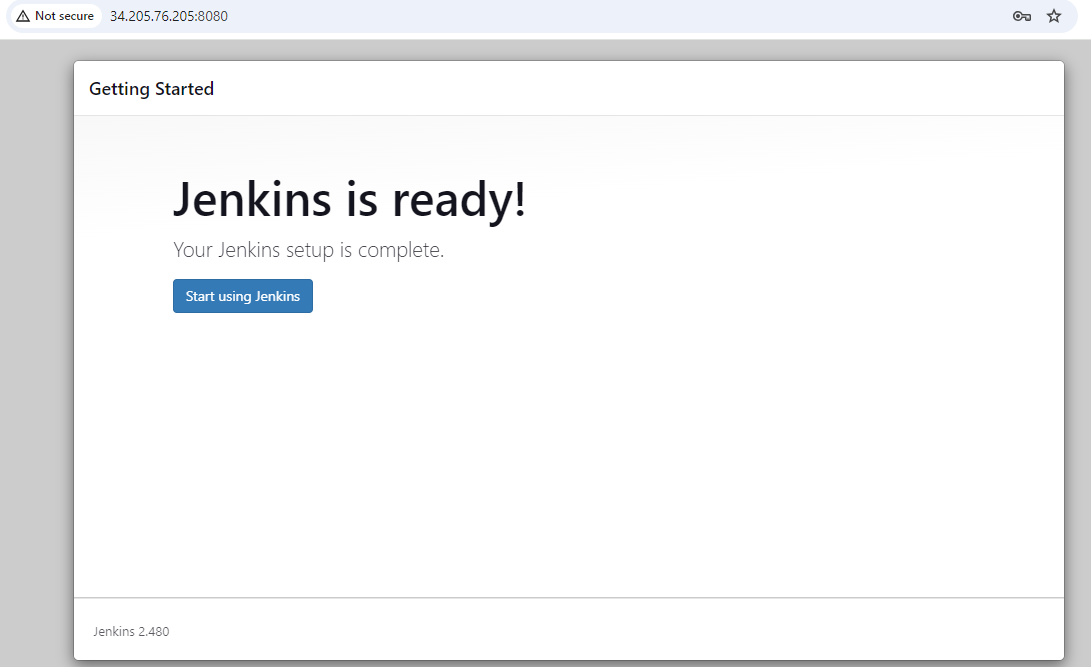 Not secure 34.205.76.205:8080
Getting Started
Jenkins is ready!
Your Jenkins setup is complete.
Start using Jenkins
Jenkins 2.480